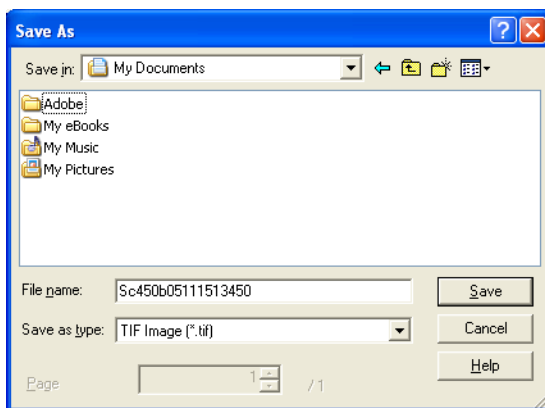 Save As
Save in: My Documents
Adobe
My eBooks
My Music
My Pictures
File name: Sc450b05111513450 Save
Save as type: TIF Image (*.tif) Cancel
Help
Page 1 / 1